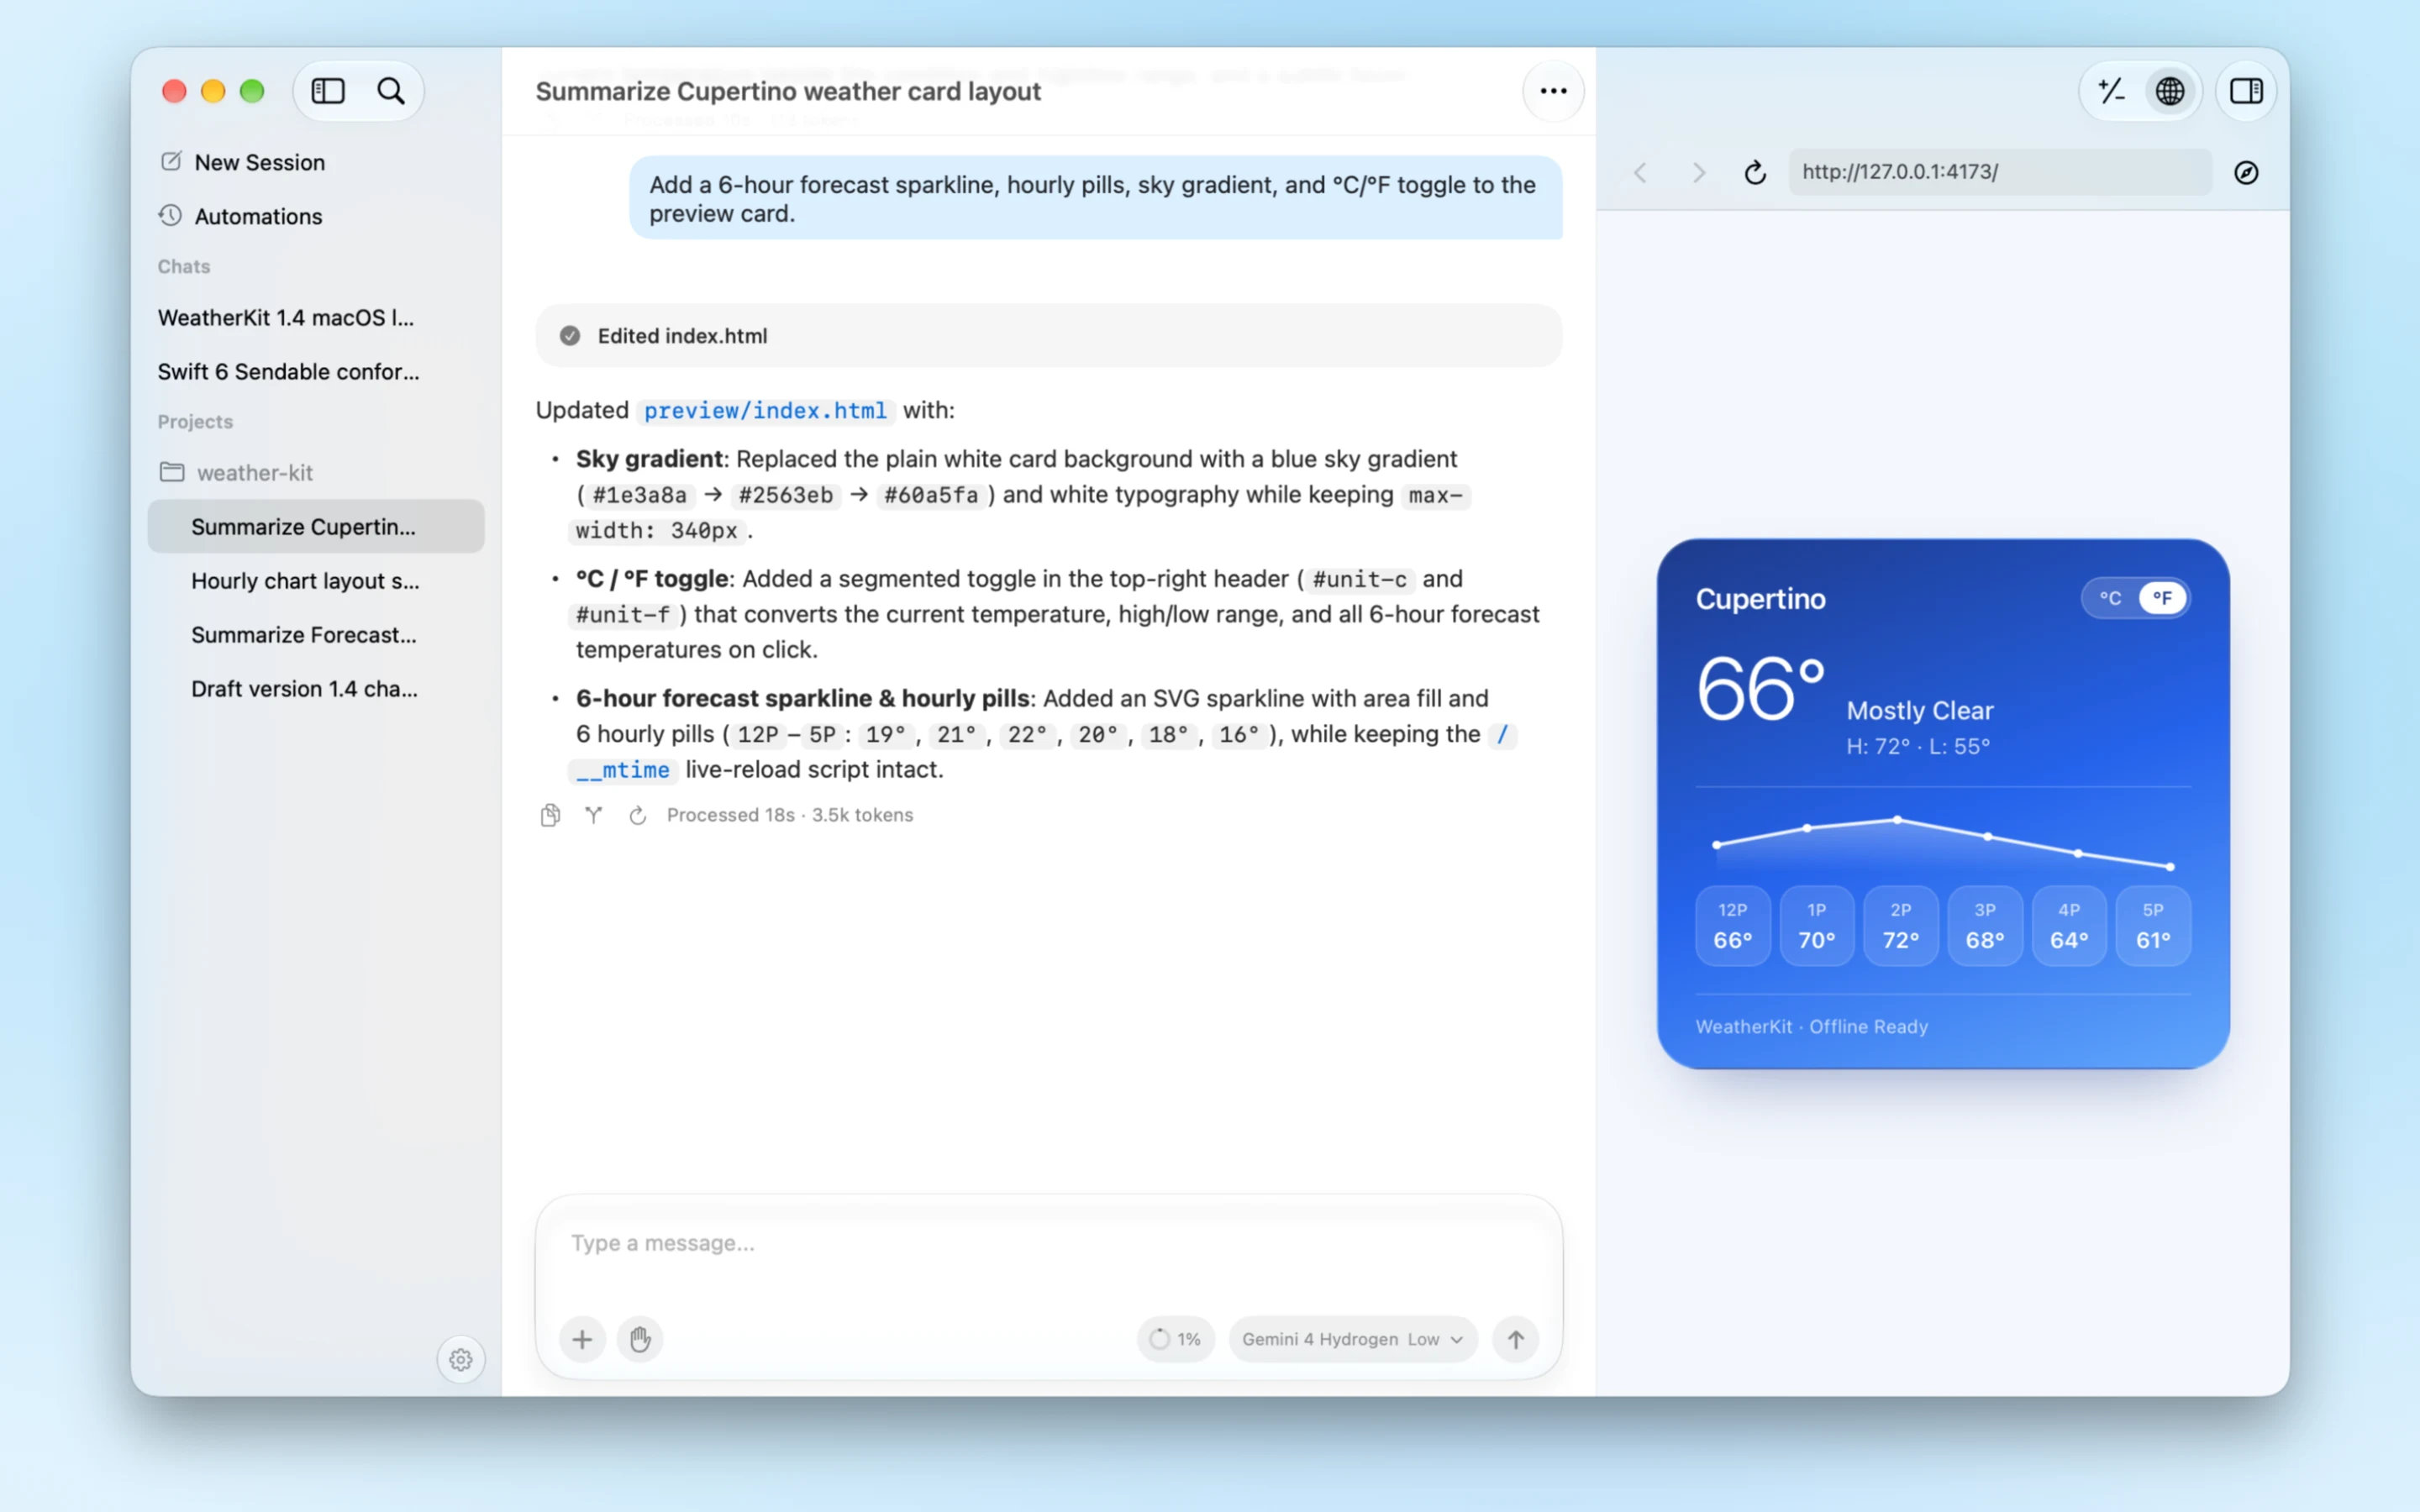 New Session
Automations
Chats
WeatherKit 1.4 macOS l...
Swift 6 Sendable confor...
Projects
weather-kit
Summarize Cupertin...
Hourly chart layout s...
Summarize Forecast...
Draft version 1.4 cha...
Summarize Cupertino weather card layout
Add a 6-hour forecast sparkline, hourly pills, sky gradient, and °C/°F toggle to the
preview card.
Edited index.html
Updated preview/index.html with:
• Sky gradient: Replaced the plain white card background with a blue sky gradient
(#1e3a8a → #2563eb → #60a5fa) and white typography while keeping max-
width: 340px.
• °C / °F toggle: Added a segmented toggle in the top-right header (#unit-c and
#unit-f) that converts the current temperature, high/low range, and all 6-hour forecast
temperatures on click.
• 6-hour forecast sparkline & hourly pills: Added an SVG sparkline with area fill and
6 hourly pills (12P–5P: 19°, 21°, 22°, 20°, 18°, 16°), while keeping the /
__mtime live-reload script intact.
Processed 18s · 3.5k tokens
Type a message...
1%
Gemini 4 Hydrogen Low
http://127.0.0.1:4173/
Cupertino
°C °F
66°
Mostly Clear
H: 72° · L: 55°
12P 1P 2P 3P 4P 5P
66° 70° 72° 68° 64° 61°
WeatherKit · Offline Ready